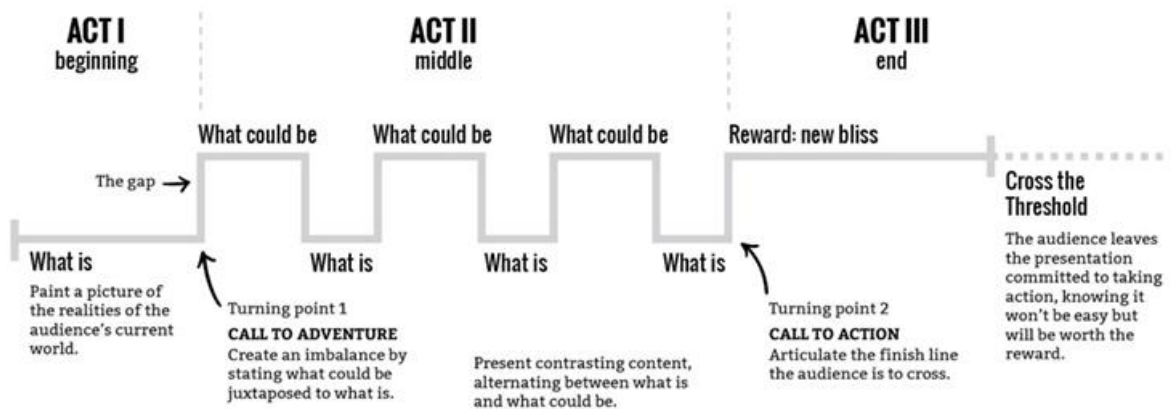 ACT I
beginning
ACT II
middle
ACT III
end
What could be
What could be
What could be
Reward: new bliss
The gap
What is
Paint a picture of
the realities of the
audience's current
world.
What is
What is
What is
Turning point 1
CALL TO ADVENTURE
Create an imbalance by
stating what could be
juxtaposed to what is.
Present contrasting content,
alternating between what is
and what could be.
Turning point 2
CALL TO ACTION
Articulate the finish line
the audience is to cross.
Cross the
Threshold
The audience leaves
the presentation
committed to taking
action, knowing it
won't be easy but
will be worth the
reward.